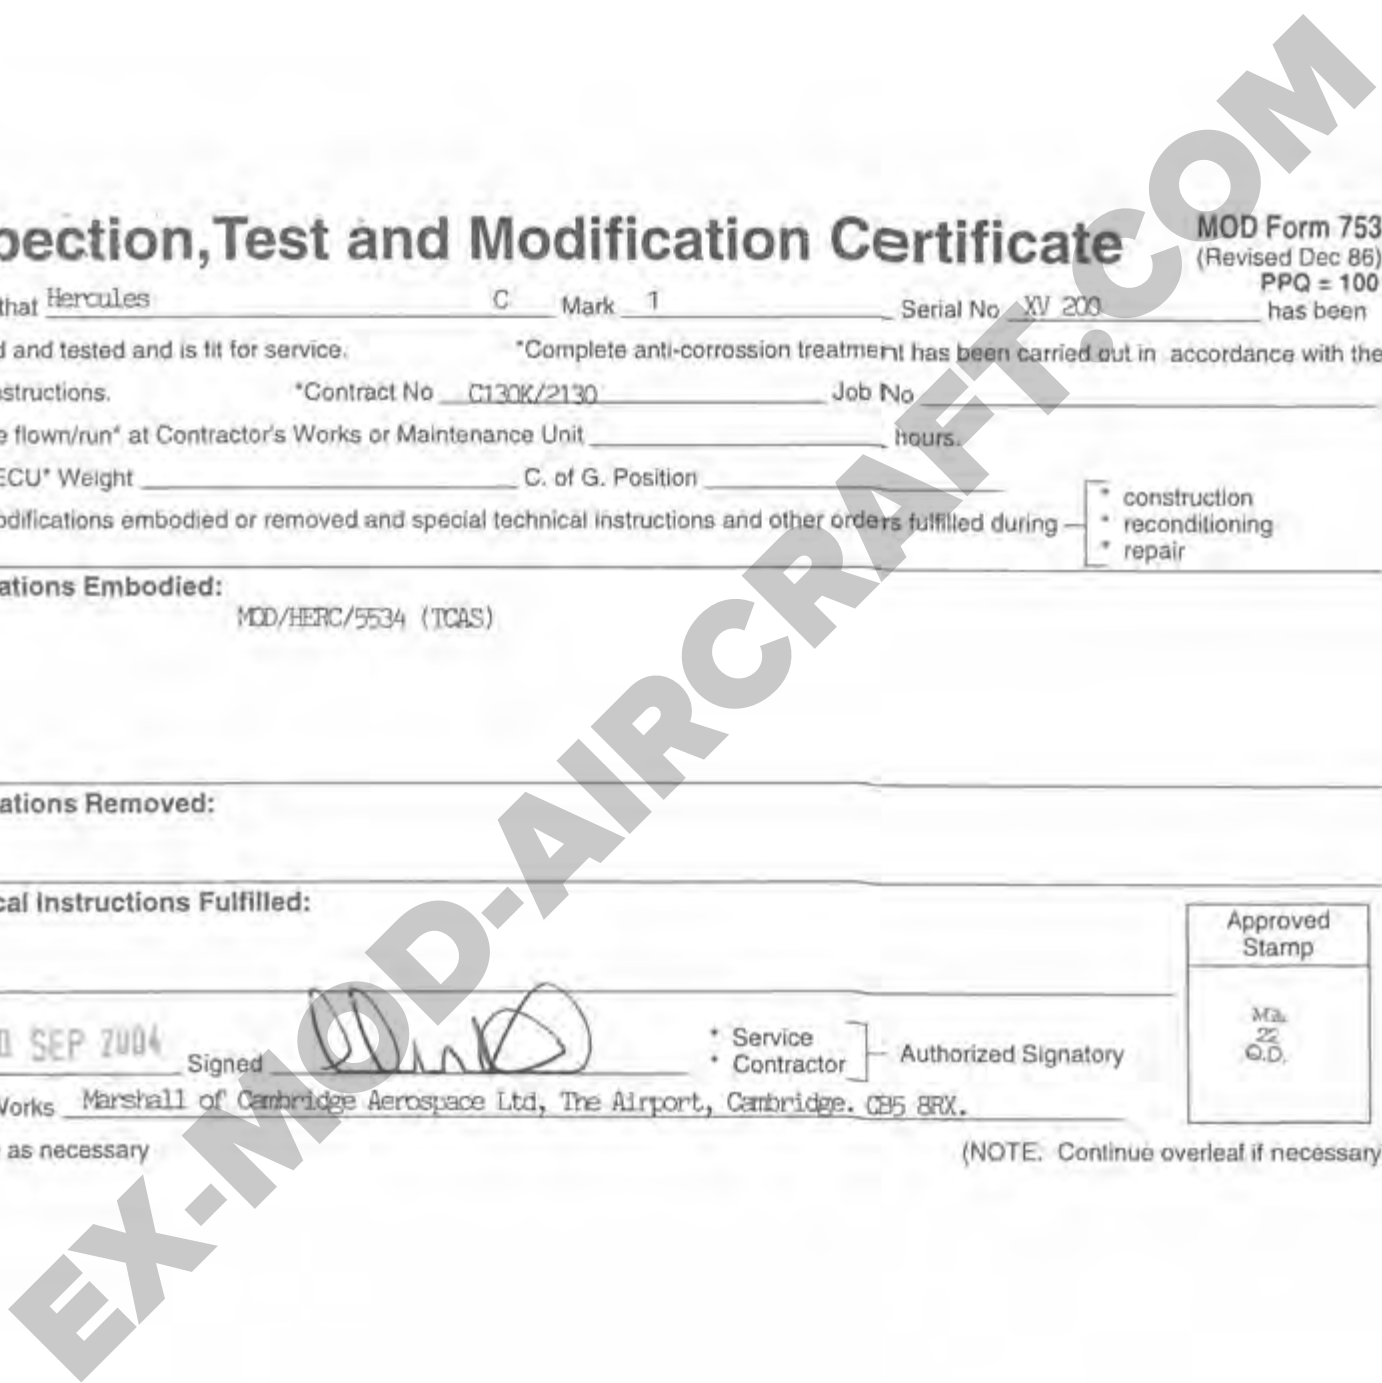 pection,Test and Modification Certificate
MOD Form 753
(Revised Dec 86)
PPQ = 100
that Hercules C Mark 1 Serial No XV 200 has been
d and tested and is fit for service. *Complete anti-corrossion treatment has been carried out in accordance with the
structions. *Contract No C130K/2130 Job No
e flown/run* at Contractor's Works or Maintenance Unit hours.
ECU* Weight C. of G. Position
odifications embodied or removed and special technical instructions and other orders fulfilled during
* construction
* reconditioning
* repair
ations Embodied:
MOD/HERC/5534 (TCAS)
ations Removed:
cal Instructions Fulfilled:
Approved
Stamp
Ma.
22
Q.D.
SEP 2004 Signed
* Service
* Contractor
Authorized Signatory
Works Marshall of Cambridge Aerospace Ltd, The Airport, Cambridge. CB5 8RX.
as necessary
(NOTE. Continue overleaf if necessary
EX-MOD-AIRCRAFT.COM